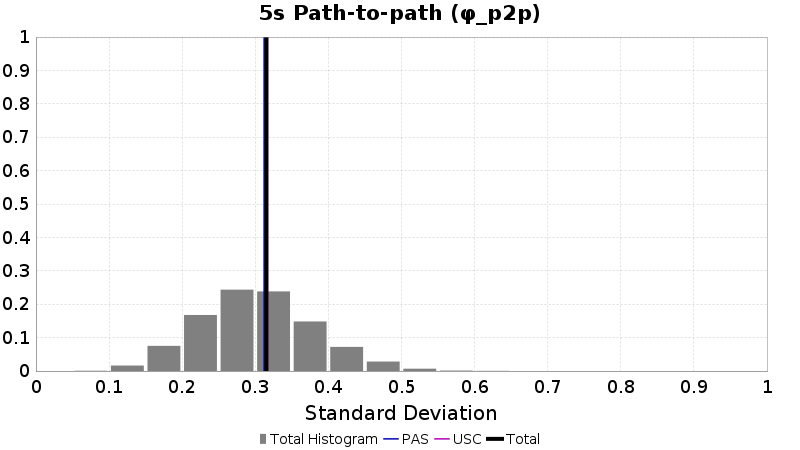 5s Path-to-path (φ_p2p)
1
0.9
0.8
0.7
0.6
0.5
0.4
0.3
0.2
0.1
0
0 0.1 0.2 0.3 0.4 0.5 0.6 0.7 0.8 0.9 1
Standard Deviation
Total Histogram PAS USC Total